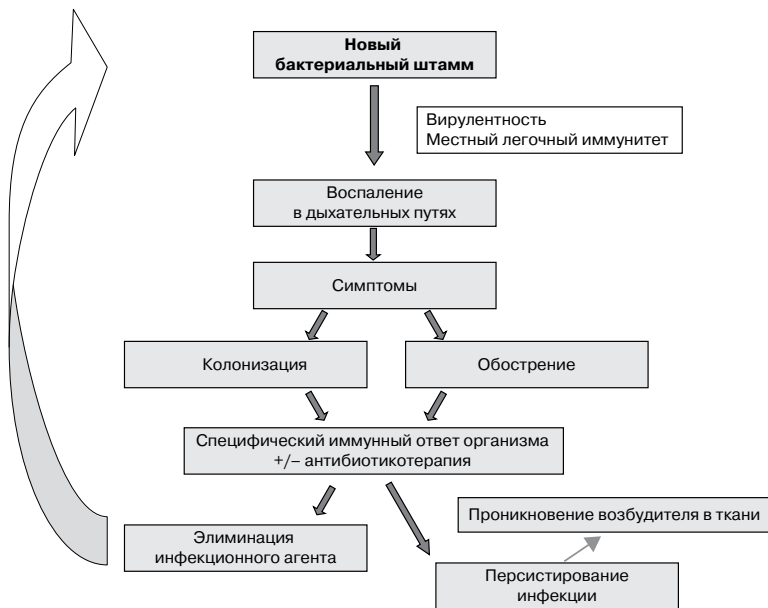 Новый
бактериальный штамм
Вирулентность
Местный легочный иммунитет
Воспаление
в дыхательных путях
Симптомы
Колонизация
Обострение
Специфический иммунный ответ организма
+/– антибиотикотерапия
Элиминация
инфекционного агента
Проникновение возбудителя в ткани
Персистирование
инфекции